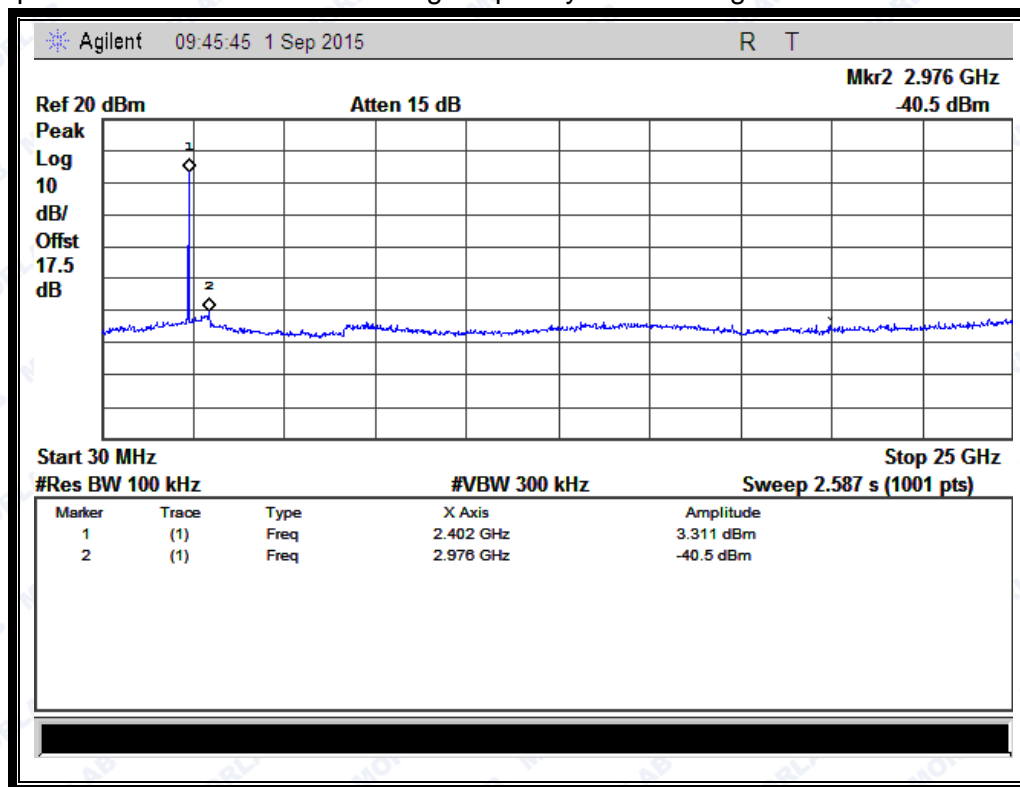 Agilent 09:45:45 1 Sep 2015 R T
Mkr2 2.976 GHz
Ref 20 dBm Atten 15 dB -40.5 dBm
Peak
Log
10
dB/
Offst
17.5
dB
1
2
Start 30 MHz Stop 25 GHz
#Res BW 100 kHz #VBW 300 kHz Sweep 2.587 s (1001 pts)
Marker Trace Type X Axis Amplitude
1 (1) Freq 2.402 GHz 3.311 dBm
2 (1) Freq 2.976 GHz -40.5 dBm